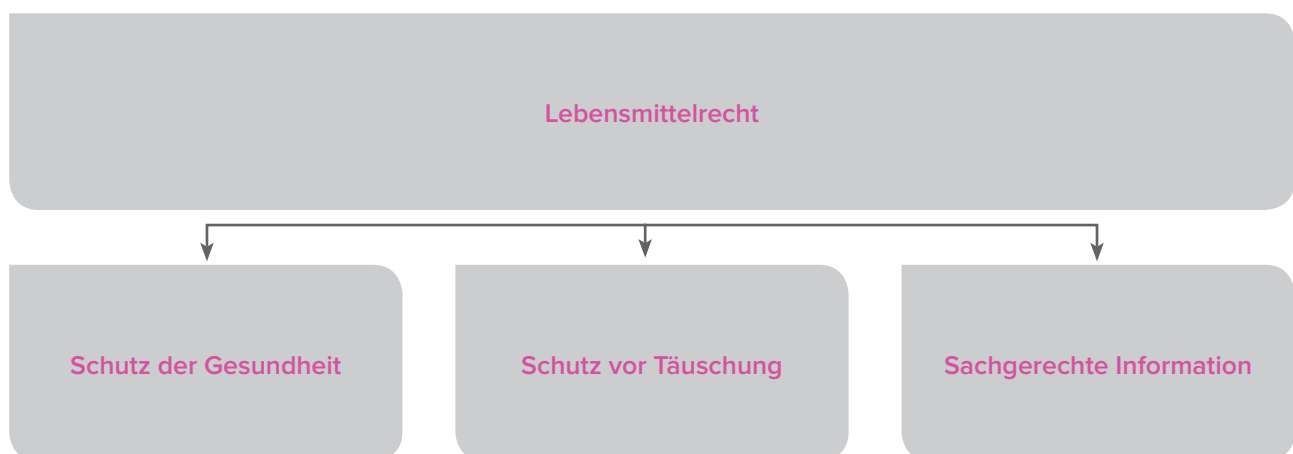 Lebensmittelrecht
Schutz der Gesundheit
Schutz vor Täuschung
Sachgerechte Information